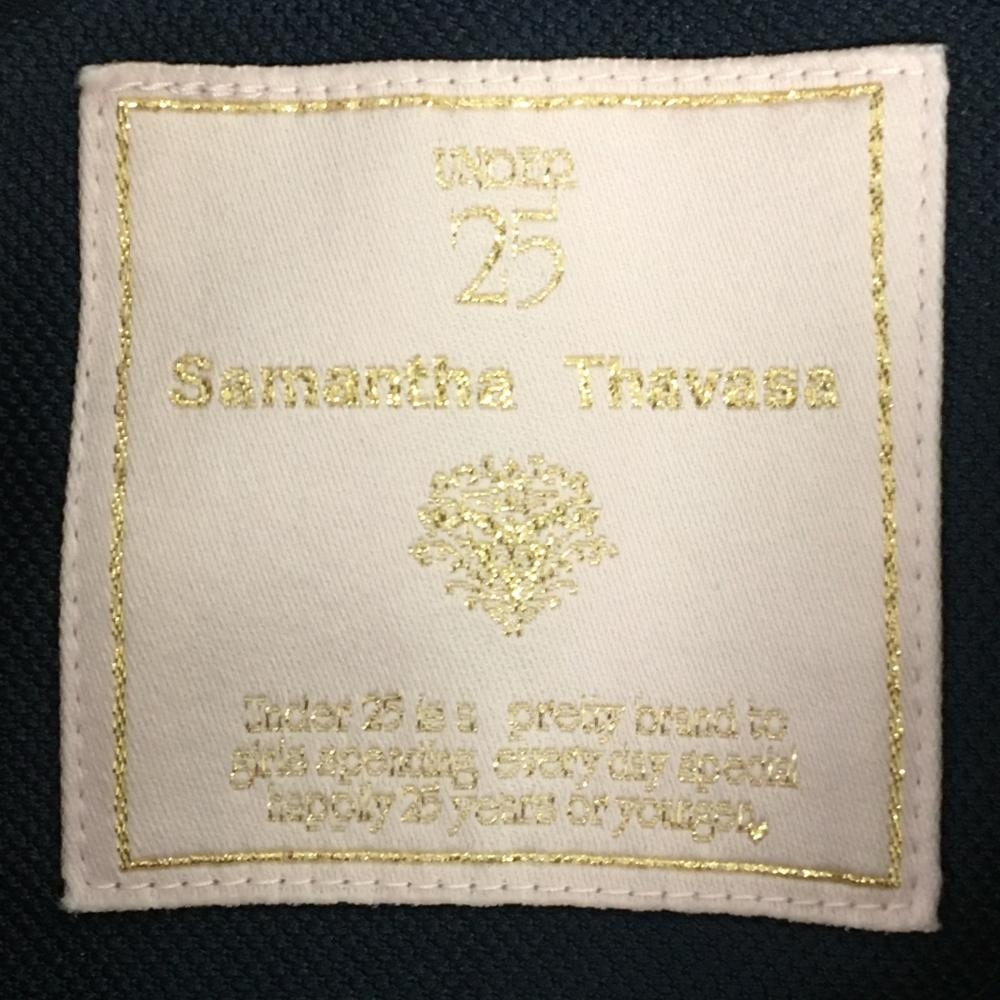 UNDER
25
Samantha Thavasa
Under 25 is a pretty brand to
girls spending every day special
happily 25 years or younger,